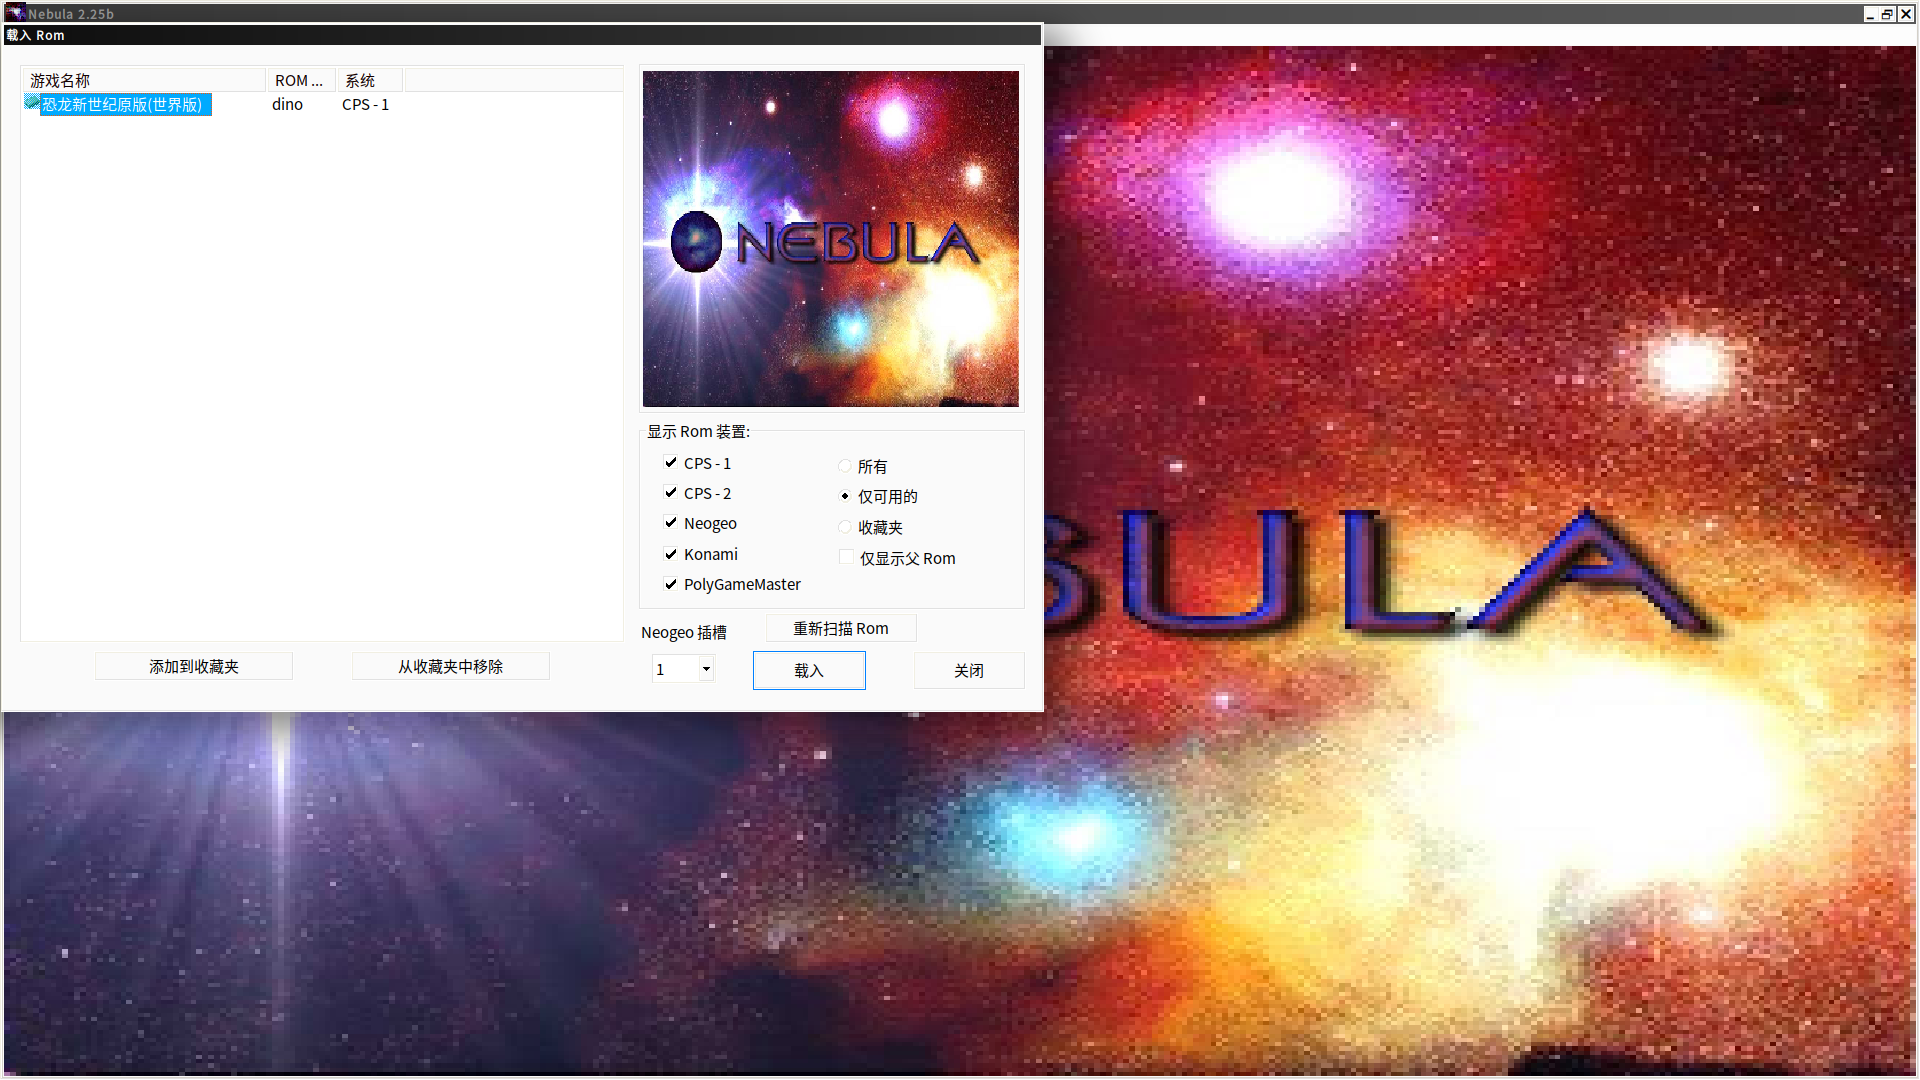 Nebula 2.25b
载入 Rom
游戏名称 ROM ... 系统
恐龙新世纪原版(世界版) dino CPS - 1
NEBULA
显示 Rom 装置:
CPS - 1
CPS - 2
Neogeo
Konami
PolyGameMaster
所有
仅可用的
收藏夹
仅显示父 Rom
Neogeo 插槽
重新扫描 Rom
添加到收藏夹
从收藏夹中移除
1
载入
关闭
BULA